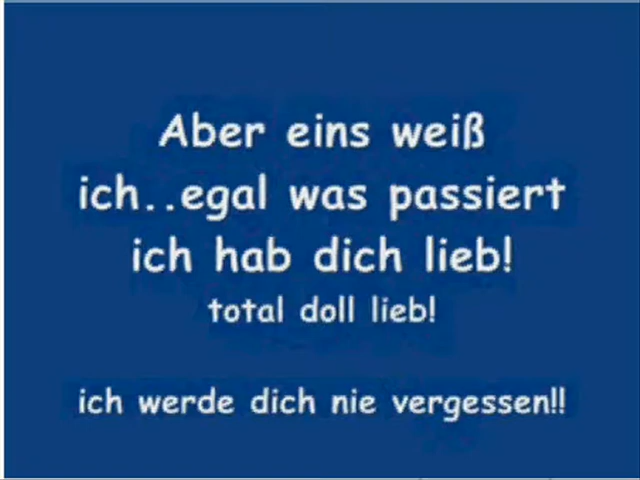 Aber eins weiß
ich..egal was passiert
ich hab dich lieb!
total doll lieb!
ich werde dich nie vergessen!!